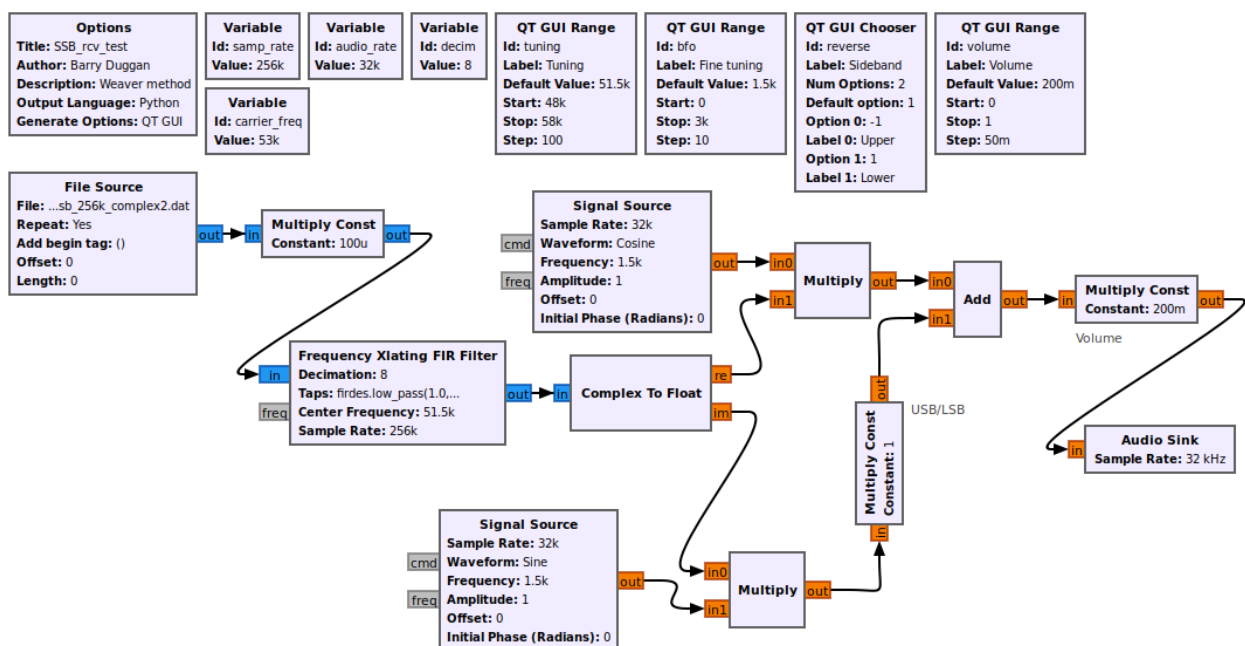 Options
Title: SSB_rcv_test
Author: Barry Duggan
Description: Weaver method
Output Language: Python
Generate Options: QT GUI
Variable
Id: samp_rate
Value: 256k
Variable
Id: audio_rate
Value: 32k
Variable
Id: decim
Value: 8
Variable
Id: carrier_freq
Value: 53k
QT GUI Range
Id: tuning
Label: Tuning
Default Value: 51.5k
Start: 48k
Stop: 58k
Step: 100
QT GUI Range
Id: bfo
Label: Fine tuning
Default Value: 1.5k
Start: 0
Stop: 3k
Step: 10
QT GUI Chooser
Id: reverse
Label: Sideband
Num Options: 2
Default option: 1
Option 0: -1
Label 0: Upper
Option 1: 1
Label 1: Lower
QT GUI Range
Id: volume
Label: Volume
Default Value: 200m
Start: 0
Stop: 1
Step: 50m
File Source
File: ...sb_256k_complex2.dat
Repeat: Yes
Add begin tag: ()
Offset: 0
Length: 0
out
in
Multiply Const
Constant: 100u
out
cmd
freq
Signal Source
Sample Rate: 32k
Waveform: Cosine
Frequency: 1.5k
Amplitude: 1
Offset: 0
Initial Phase (Radians): 0
out
in0
in1
Multiply
out
in0
in1
Add
out
in
Multiply Const
Constant: 200m
out
Volume
in
freq
Frequency Xlating FIR Filter
Decimation: 8
Taps: firdes.low_pass(1.0,...
Center Frequency: 51.5k
Sample Rate: 256k
out
in
Complex To Float
re
im
out
Multiply Const
Constant: 1
in
USB/LSB
in
Audio Sink
Sample Rate: 32 kHz
cmd
freq
Signal Source
Sample Rate: 32k
Waveform: Sine
Frequency: 1.5k
Amplitude: 1
Offset: 0
Initial Phase (Radians): 0
out
in0
in1
Multiply
out